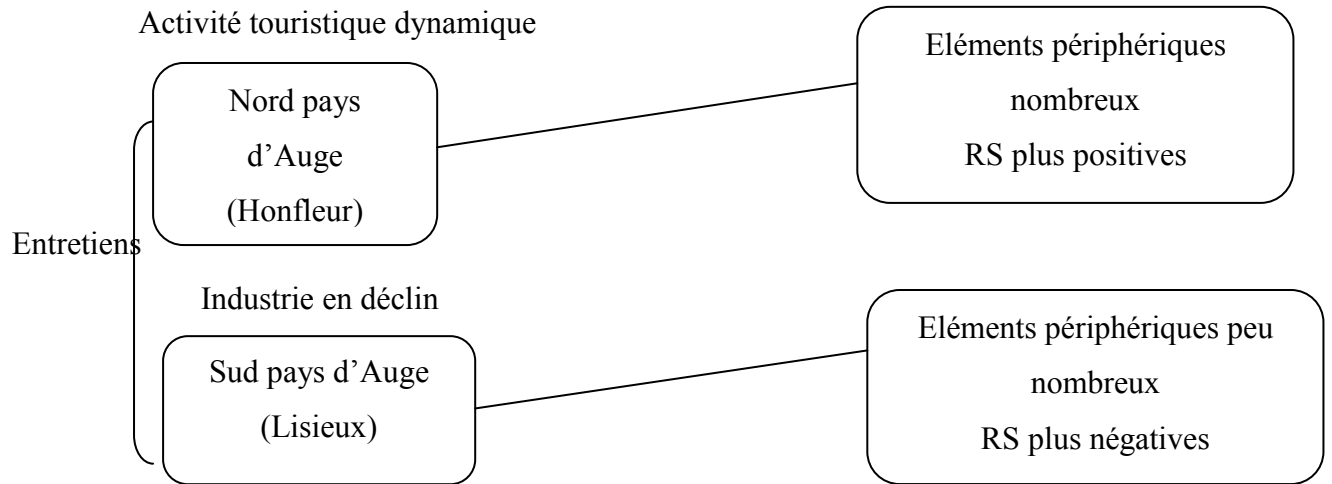 Activité touristique dynamique
Nord pays
d’Auge
(Honfleur)
Eléments périphériques
nombreux
RS plus positives
Entretiens
Industrie en déclin
Sud pays d’Auge
(Lisieux)
Eléments périphériques peu
nombreux
RS plus négatives